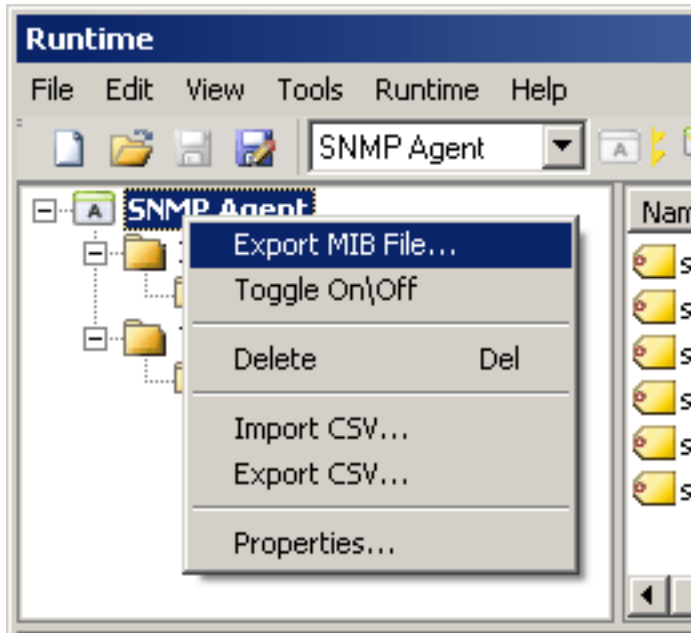 Runtime
File Edit View Tools Runtime Help
SNMP Agent
A
A SNMP Agent
Export MIB File...
Toggle On\Off
Delete Del
Import CSV...
Export CSV...
Properties...